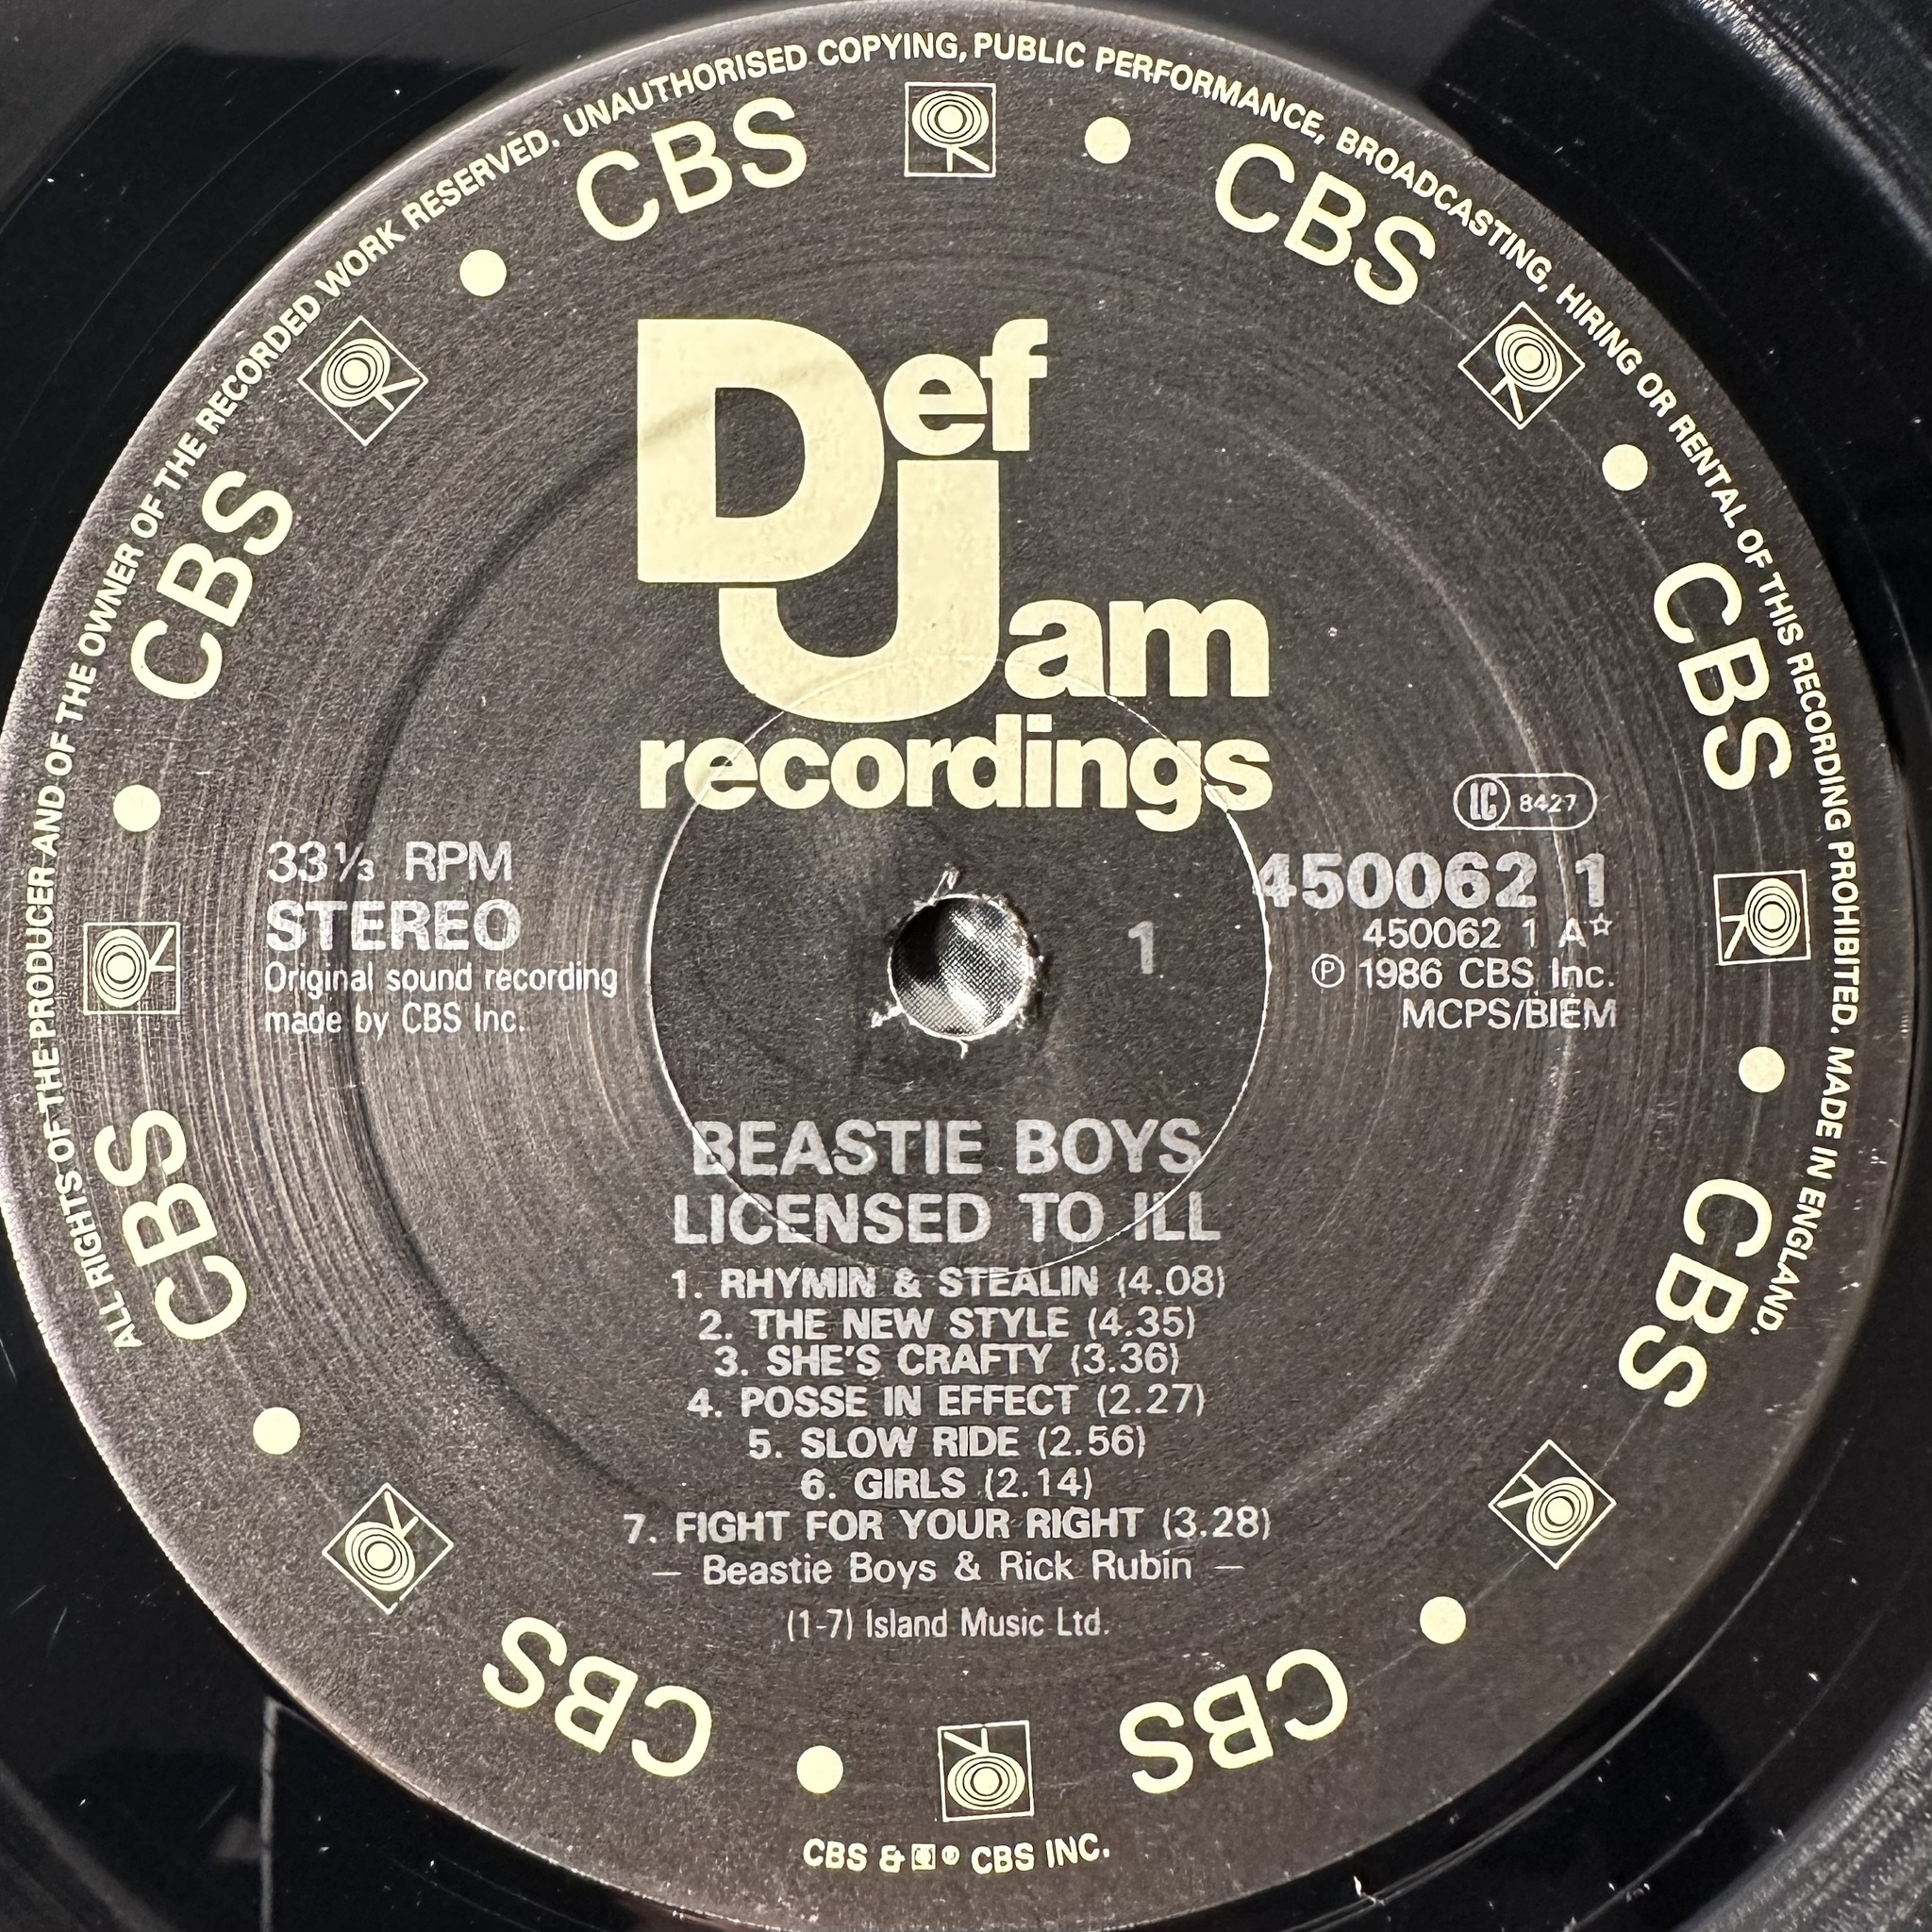 ALL RIGHTS OF THE PRODUCER AND OF THE OWNER OF THE RECORDED WORK RESERVED. UNAUTHORISED COPYING, PUBLIC PERFORMANCE, BROADCASTING, HIRING OR RENTAL OF THIS RECORDING PROHIBITED. MADE IN ENGLAND.
CBS
CBS
CBS
CBS
CBS
CBS
CBS
CBS
Def
Jam
recordings
33⅓ RPM
STEREO
Original sound recording
made by CBS Inc.
1
LC 8427
450062 1
450062 1 A☆
℗ 1986 CBS Inc.
MCPS/BIEM
BEASTIE BOYS
LICENSED TO ILL
1. RHYMIN & STEALIN (4.08)
2. THE NEW STYLE (4.35)
3. SHE'S CRAFTY (3.36)
4. POSSE IN EFFECT (2.27)
5. SLOW RIDE (2.56)
6. GIRLS (2.14)
7. FIGHT FOR YOUR RIGHT (3.28)
— Beastie Boys & Rick Rubin —
(1-7) Island Music Ltd.
CBS & ® CBS INC.